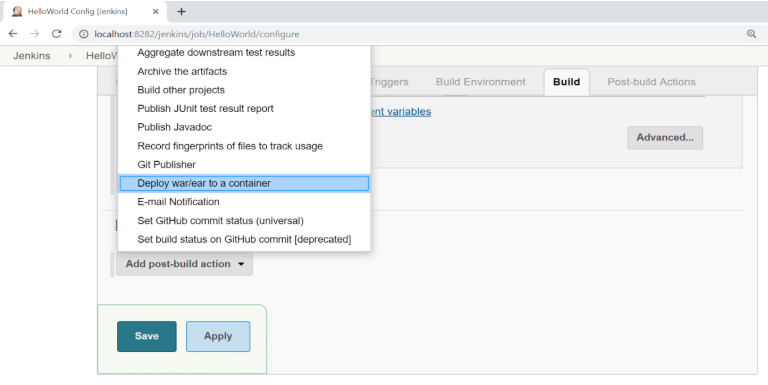 HelloWorld Config [Jenkins]
localhost:8282/jenkins/job/HelloWorld/configure
Jenkins
Aggregate downstream test results
Archive the artifacts
Triggers Build Environment Build Post-build Actions
Build other projects
Publish JUnit test result report
variables
Publish Javadoc
Advanced...
Record fingerprints of files to track usage
Git Publisher
Deploy war/ear to a container
E-mail Notification
Set GitHub commit status (universal)
Set build status on GitHub commit [deprecated]
Add post-build action
Save Apply